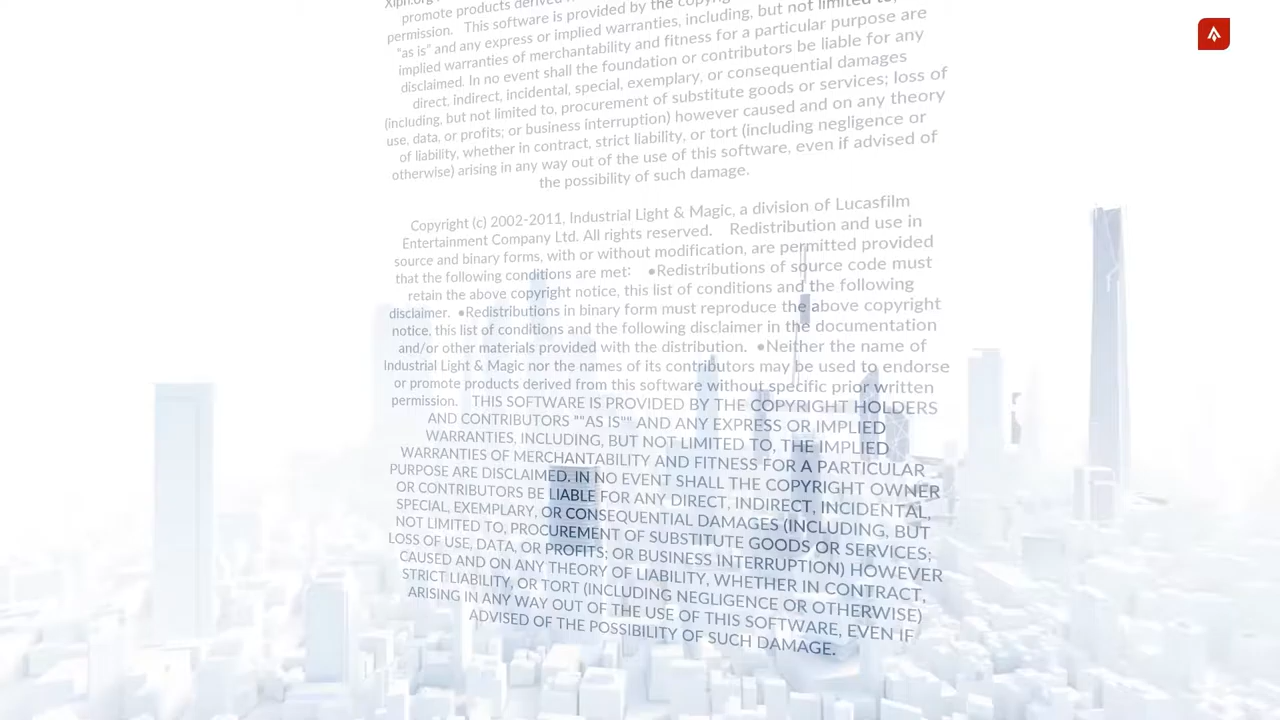 promote products derived
permission. This software is provided by the
"as is" and any express or implied warranties, including, but not limited to,
implied warranties of merchantability and fitness for a particular purpose are
disclaimed. In no event shall the foundation or contributors be liable for any
direct, indirect, incidental, special, exemplary, or consequential damages
(including, but not limited to, procurement of substitute goods or services; loss of
use, data, or profits; or business interruption) however caused and on any theory
of liability, whether in contract, strict liability, or tort (including negligence or
otherwise) arising in any way out of the use of this software, even if advised of
the possibility of such damage.
Copyright (c) 2002-2011, Industrial Light & Magic, a division of Lucasfilm
Entertainment Company Ltd. All rights reserved. Redistribution and use in
source and binary forms, with or without modification, are permitted provided
that the following conditions are met: •Redistributions of source code must
retain the above copyright notice, this list of conditions and the following
disclaimer. •Redistributions in binary form must reproduce the above copyright
notice, this list of conditions and the following disclaimer in the documentation
and/or other materials provided with the distribution. •Neither the name of
Industrial Light & Magic nor the names of its contributors may be used to endorse
or promote products derived from this software without specific prior written
permission. THIS SOFTWARE IS PROVIDED BY THE COPYRIGHT HOLDERS
AND CONTRIBUTORS ""AS IS"" AND ANY EXPRESS OR IMPLIED
WARRANTIES, INCLUDING, BUT NOT LIMITED TO, THE IMPLIED
WARRANTIES OF MERCHANTABILITY AND FITNESS FOR A PARTICULAR
PURPOSE ARE DISCLAIMED. IN NO EVENT SHALL THE COPYRIGHT OWNER
OR CONTRIBUTORS BE LIABLE FOR ANY DIRECT, INDIRECT, INCIDENTAL,
SPECIAL, EXEMPLARY, OR CONSEQUENTIAL DAMAGES (INCLUDING, BUT
NOT LIMITED TO, PROCUREMENT OF SUBSTITUTE GOODS OR SERVICES;
LOSS OF USE, DATA, OR PROFITS; OR BUSINESS INTERRUPTION) HOWEVER
CAUSED AND ON ANY THEORY OF LIABILITY, WHETHER IN CONTRACT,
STRICT LIABILITY, OR TORT (INCLUDING NEGLIGENCE OR OTHERWISE)
ARISING IN ANY WAY OUT OF THE USE OF THIS SOFTWARE, EVEN IF
ADVISED OF THE POSSIBILITY OF SUCH DAMAGE.